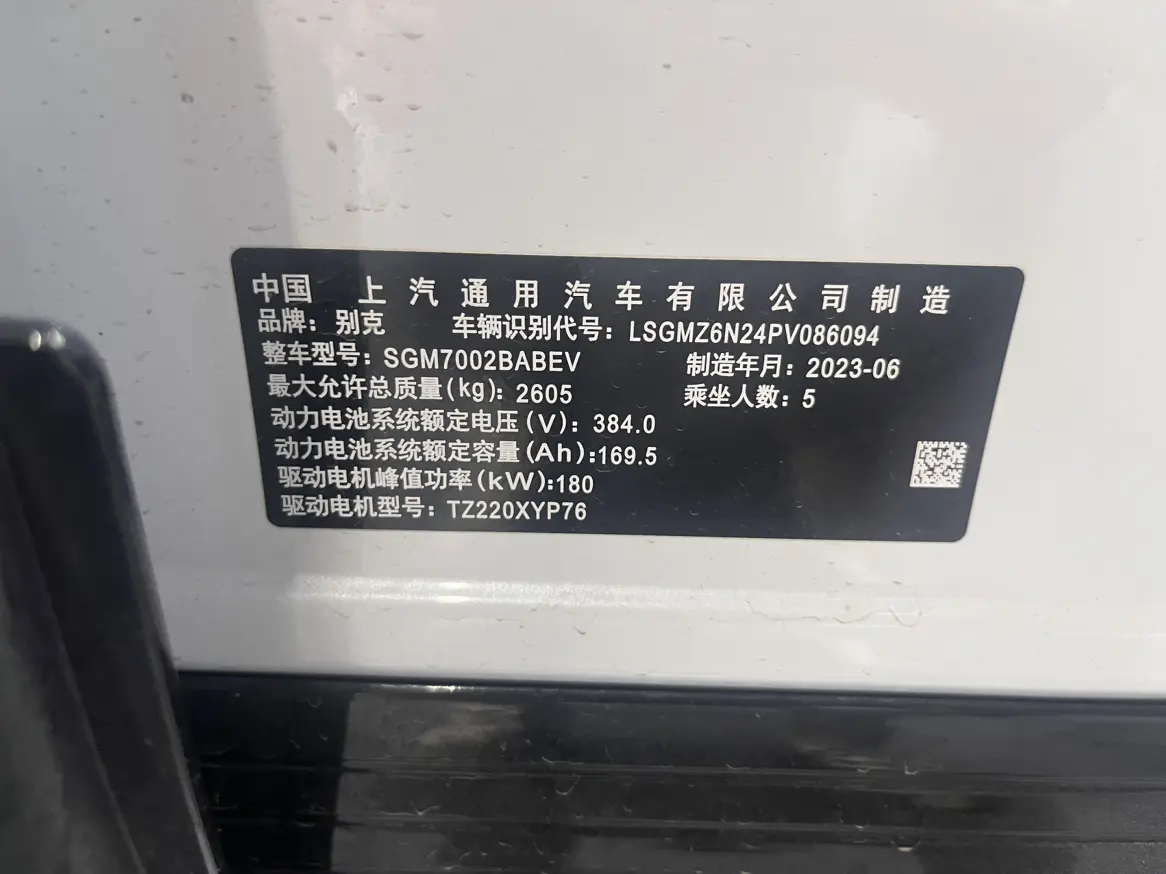 中国 上汽通用汽车有限公司制造
品牌：别克 车辆识别代号：LSGMZ6N24PV086094
整车型号：SGM7002BABEV 制造年月：2023-06
最大允许总质量(kg)：2605 乘坐人数：5
动力电池系统额定电压(V)：384.0
动力电池系统额定容量(Ah):169.5
驱动电机峰值功率(kW):180
驱动电机型号：TZ220XYP76